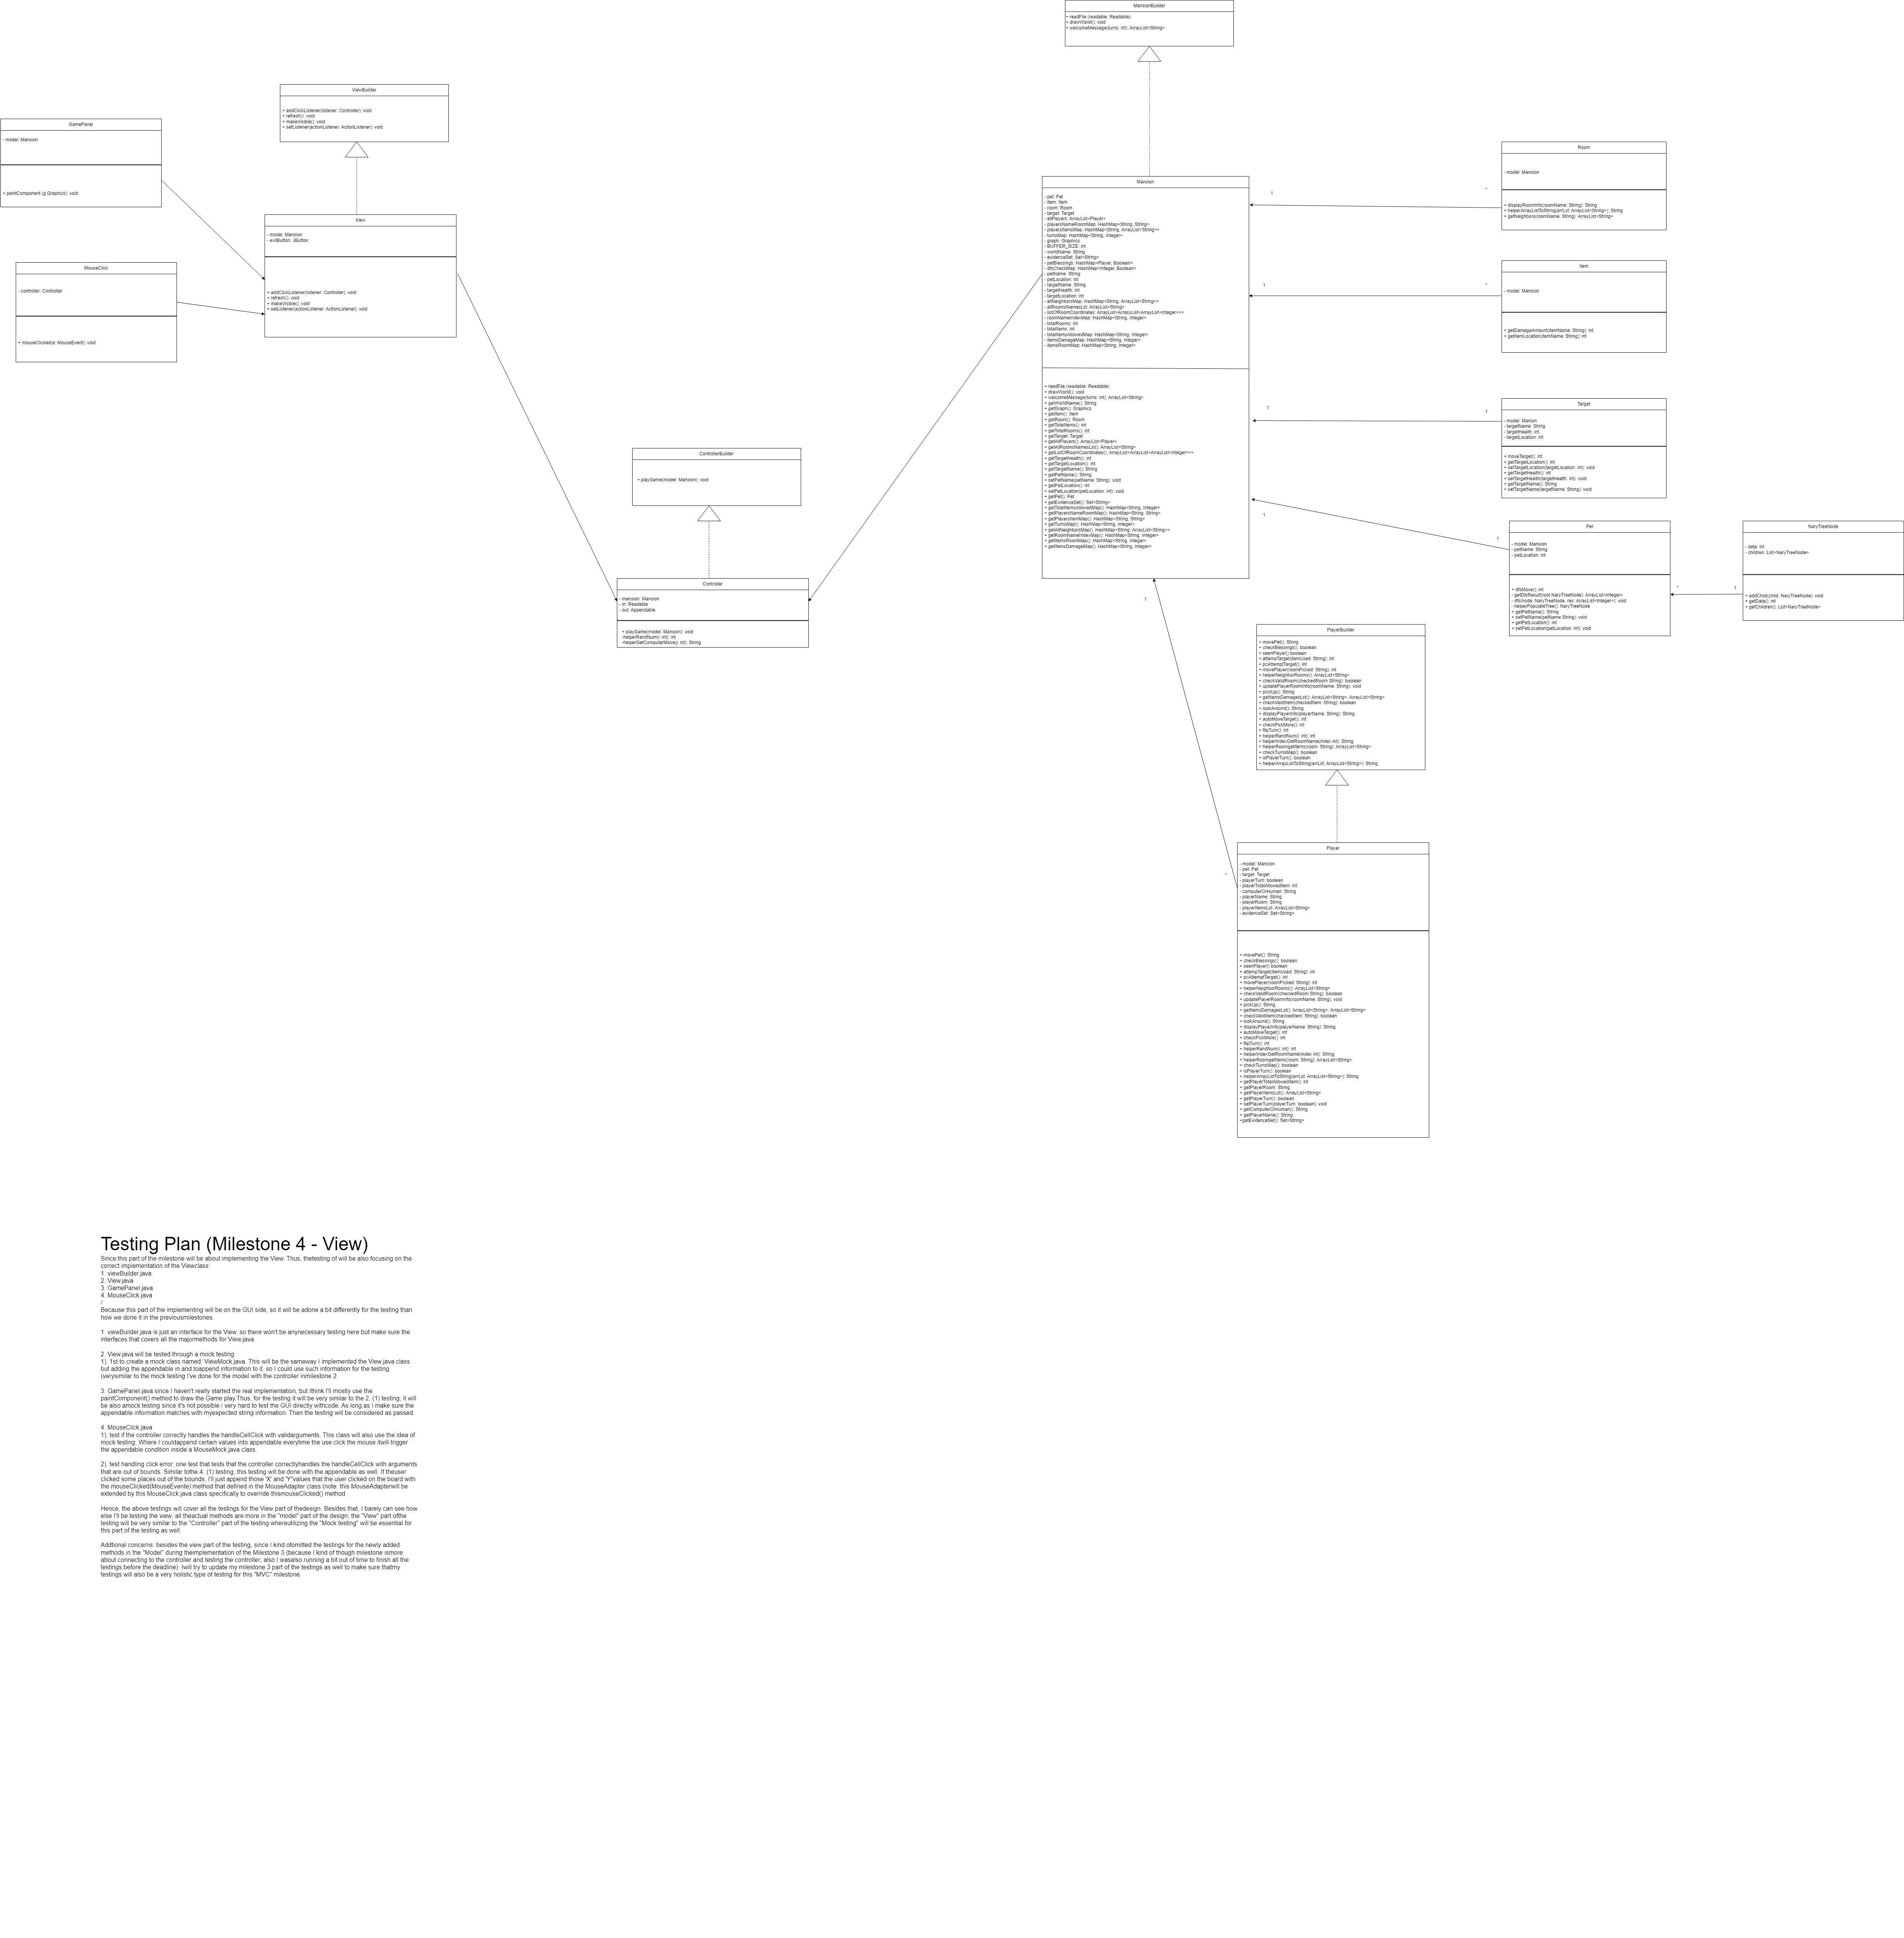 MansionBuilder
+ readFile (readable: Readable)
+ drawWorld(): void
+ welcomeMessage(turns: int): ArrayList<String>
ViewBuilder
+ addClickListener(listener: Controller): void
+ refresh(): void
+ makeVisible(): void
+ setListener(actionListener: ActionListener): void
GamePanel
- model: Mansion
+ paintComponent (g Graphics): void
View
- model: Mansion
- exitButton: JButton
+ addClickListener(listener: Controller): void
+ refresh(): void
+ makeVisible(): void
+ setListener(actionListener: ActionListener): void
MouseClick
- controller: Controller
+ mouseClicked(e: MouseEvent): void
ControllerBuilder
+ playGame(model: Mansion): void
Controller
- mansion: Mansion
- in: Readable
- out: Appendable
+ playGame(model: Mansion): void
-helperRandNum(: int): int
-helperGetComputerMove(: int): String
Mansion
- pet: Pet
- item: Item
- room: Room
- target: Target
- allPlayers: ArrayList<Player>
- playersNameRoomMap: HashMap<String, String>
- playersItemsMap: HashMap<String, ArrayList<String>>
- turnsMap: HashMap<String, Integer>
- graph: Graphics
- BUFFER_SIZE: int
- worldName: String
- evidenceSet: Set<String>
- petBlessings: HashMap<Player, Boolean>
- dfsCheckMap: HashMap<Integer, Boolean>
- petName: String
- petLocation: int
- targetName: String
- targetHealth: int
- targetLocation: int
- allNeighborsMap: HashMap<String, ArrayList<String>>
- allRoomsNamesLst: ArrayList<String>
- listOfRoomCoordinates: ArrayList<ArrayList<ArrayList<Integer>>>
- roomNameIndexMap: HashMap<String, Integer>
- totalRooms: int
- totalItems: int
- totalItemsAllowedMap: HashMap<String, Integer>
- itemsDamageMap: HashMap<String, Integer>
- itemsRoomMap: HashMap<String, Integer>
+ readFile (readable: Readable)
+ drawWorld(): void
+ welcomeMessage(turns: int): ArrayList<String>
+ getWorldName(): String
+ getGraph(): Graphics
+ getItem(): Item
+ getRoom(): Room
+ getTotalItems(): int
+ getTotalRooms(): int
+ getTarget: Target
+ getAllPlayers(): ArrayList<Player>
+ getAllRoomsNamesLst(): ArrayList<String>
+ getListOfRoomCoordinates(): ArrayList<ArrayList<ArrayList<Integer>>>
+ getTargetHealth(): int
+ getTargetLocation(): int
+ getTargetName(): String
+ getPetName(): String
+ setPetName(petName: String): void
+ getPetLocation(): int
+ setPetLocation(petLocation: int): void
+ getPet(): Pet
+ getEvidenceSet(): Set<String>
+ getTotalItemsAllowedMap(): HashMap<String, Integer>
+ getPlayersNameRoomMap(): HashMap<String, String>
+ getPlayersItemMap(): HashMap<String, String>
+ getTurnsMap(): HashMap<String, Integer>
+ getAllNeighborsMap(): HashMap<String, ArrayList<String>>
+ getRoomNameIndexMap(): HashMap<String, Integer>
+ getItemsRoomMap(): HashMap<String, Integer>
+ getItemsDamageMap(): HashMap<String, Integer>
1
*
Room
- model: Mansion
+ displayRoomInfo(roomName: String): String
+ helperArrayListToString(arrLst: ArrayList<String>): String
+ getNeighbors(roomName: String): ArrayList<String>
1
*
Item
- model: Mansion
+ getDamageAmount(itemName: String): int
+ getItemLocation(itemName: String): int
1
1
Target
- model: Manion
- targetName: String
- targetHealth: int
- targetLocation: int
+ moveTarget(): int
+ getTargetLocation(): int
+ setTargetLocation(targetLocation: int): void
+ getTargetHealth(): int
+ setTargetHealth(targetHealth: int): void
+ getTargetName(): String
+ setTargetName(targetName: String): void
1
1
Pet
- model: Mansion
- petName: String
- petLocation: int
+ dfsMove(): int
- getDfsResult(root NaryTreeNode): ArrayList<Integer>
- dfs(node: NaryTreeNode, res: ArrayList<Integer>): void
- helperPopulateTree(): NaryTreeNode
+ getPetName(): String
+ setPetName(petName String): void
+ getPetLocation(): int
+ setPetLocation(petLocation: int): void
*
1
NaryTreeNode
- data: int
- children: List<NaryTreeNode>
+ addChild(child: NaryTreeNode): void
+ getData(): int
+ getChildren(): List<NaryTreeNode>
1
*
PlayerBuilder
+ movePet(): String
+ checkBlessings(): boolean
+ seenPlayer() boolean
+ attempTarget(itemUsed: String): int
+ pcAttemptTarget(): int
+ movePlayer(roomPicked: String): int
+ helperNeighborRooms(): ArrayList<String>
+ checkValidRoom(checkedRoom String): boolean
+ updatePlayerRoomInfo(roomName: String): void
+ pickUp(): String
+ getItemsDamagesLst(): ArrayList<String>: ArrayList<String>
+ checkValidItem(checkedItem: String): boolean
+ lookAround(): String
+ displayPlayerInfo(playerName: String): String
+ autoMoveTarget(): int
+ checkPickMore(): int
+ flipTurn(): int
+ helperRandNum(: int): int
+ helperIndexGetRoomName(index int): String
+ helperRoomgetItems(room: String): ArrayList<String>
+ checkTurnsMap(): boolean
+ isPlayerTurn(): boolean
+ helperArrayListToString(arrLst: ArrayList<String>): String
Player
- model: Mansion
- pet: Pet
- target: Target
- playerTurn: boolean
- playerTotalAllowedItem: int
- computerOrHuman: String
- playerName: String
- playerRoom: String
- playerItemsLst: ArrayList<String>
- evidenceSet: Set<String>
+ movePet(): String
+ checkBlessings(): boolean
+ seenPlayer() boolean
+ attempTarget(itemUsed: String): int
+ pcAttemptTarget(): int
+ movePlayer(roomPicked: String): int
+ helperNeighborRooms(): ArrayList<String>
+ checkValidRoom(checkedRoom String): boolean
+ updatePlayerRoomInfo(roomName: String): void
+ pickUp(): String
+ getItemsDamagesLst(): ArrayList<String>: ArrayList<String>
+ checkValidItem(checkedItem: String): boolean
+ lookAround(): String
+ displayPlayerInfo(playerName: String): String
+ autoMoveTarget(): int
+ checkPickMore(): int
+ flipTurn(): int
+ helperRandNum(: int): int
+ helperIndexGetRoomName(index int): String
+ helperRoomgetItems(room: String): ArrayList<String>
+ checkTurnsMap(): boolean
+ isPlayerTurn(): boolean
+ helperArrayListToString(arrLst: ArrayList<String>): String
+ getPlayerTotalAllowedItem(): int
+ getPlayerRoom: String
+ getPlayerItemsLst(): ArrayList<String>
+ getPlayerTurn(): boolean
+ setPlayerTurn(playerTurn: boolean): void
+ getComputerOrHuman(): String
+ getPlayerName(): String
+getEvidenceSet(): Set<String>
Testing Plan (Milestone 4 - View)
Since this part of the milestone will be about implementing the View. Thus, thetesting of will be also focusing on the
correct implementation of the Viewclass:
1. viewBuilder.java
2. View.java
3. GamePanel.java
4. MouseClick.java
/
Because this part of the implementing will be on the GUI side, so it will be adone a bit differently for the testing than
how we done it in the previousmilestones.
1. viewBuilder.java is just an interface for the View. so there won't be anynecessary testing here but make sure the
interfaces that covers all the majormethods for View.java
2. View.java will be tested through a mock testing.
1). 1st to create a mock class named: ViewMock.java. This will be the sameway I implemented the View.java class
but adding the appendable in and toappend information to it. so I could use such information for the testing
(verysimilar to the mock testing I've done for the model with the controller inmilestone 2.
3. GamePanel.java since I haven't really started the real implementation, but Ithink I'll mostly use the
paintComponent() method to draw the Game play.Thus, for the testing it will be very similar to the 2. (1) testing; it will
be also amock testing since it's not possible / very hard to test the GUI directly withcode. As long as I make sure the
appendable information matches with myexpected string information. Then the testing will be considered as passed.
4. MouseClick.java
1). test if the controller correctly handles the handleCellClick with validarguments. This class will also use the idea of
mock testing. Where I couldappend certain values into appendable everytime the use click the mouse itwill trigger
the appendable condition inside a MouseMock.java class.
2). test handling click error: one test that tests that the controller correctlyhandles the handleCellClick with arguments
that are out of bounds. Similar tothe 4. (1) testing; this testing will be done with the appendable as well. If theuser
clicked some places out of the bounds, I'll just append those 'X' and 'Y"values that the user clicked on the board with
the mouseClicked(MouseEvente) method that defined in the MouseAdapter class (note: this MouseAdapterwill be
extended by this MouseClick.java class specifically to override thismouseClicked() method.
Hence, the above testings will cover all the testings for the View part of thedesign. Besides that, I barely can see how
else I'll be testing the view; all theactual methods are more in the "model" part of the design; the "View" part ofthe
testing will be very similar to the "Controller" part of the testing whereutilizing the "Mock testing" will be essential for
this part of the testing as well.
Addtional concerns: besides the view part of the testing, since I kind ofomitted the testings for the newly added
methods in the "Model" during theimplementation of the Milestone 3 (because I kind of though milestone ismore
about connecting to the controller and testing the controller; also I wasalso running a bit out of time to finish all the
testings before the deadline). Iwill try to update my milestone 3 part of the testings as well to make sure thatmy
testings will also be a very holistic type of testing for this "MVC" milestone.